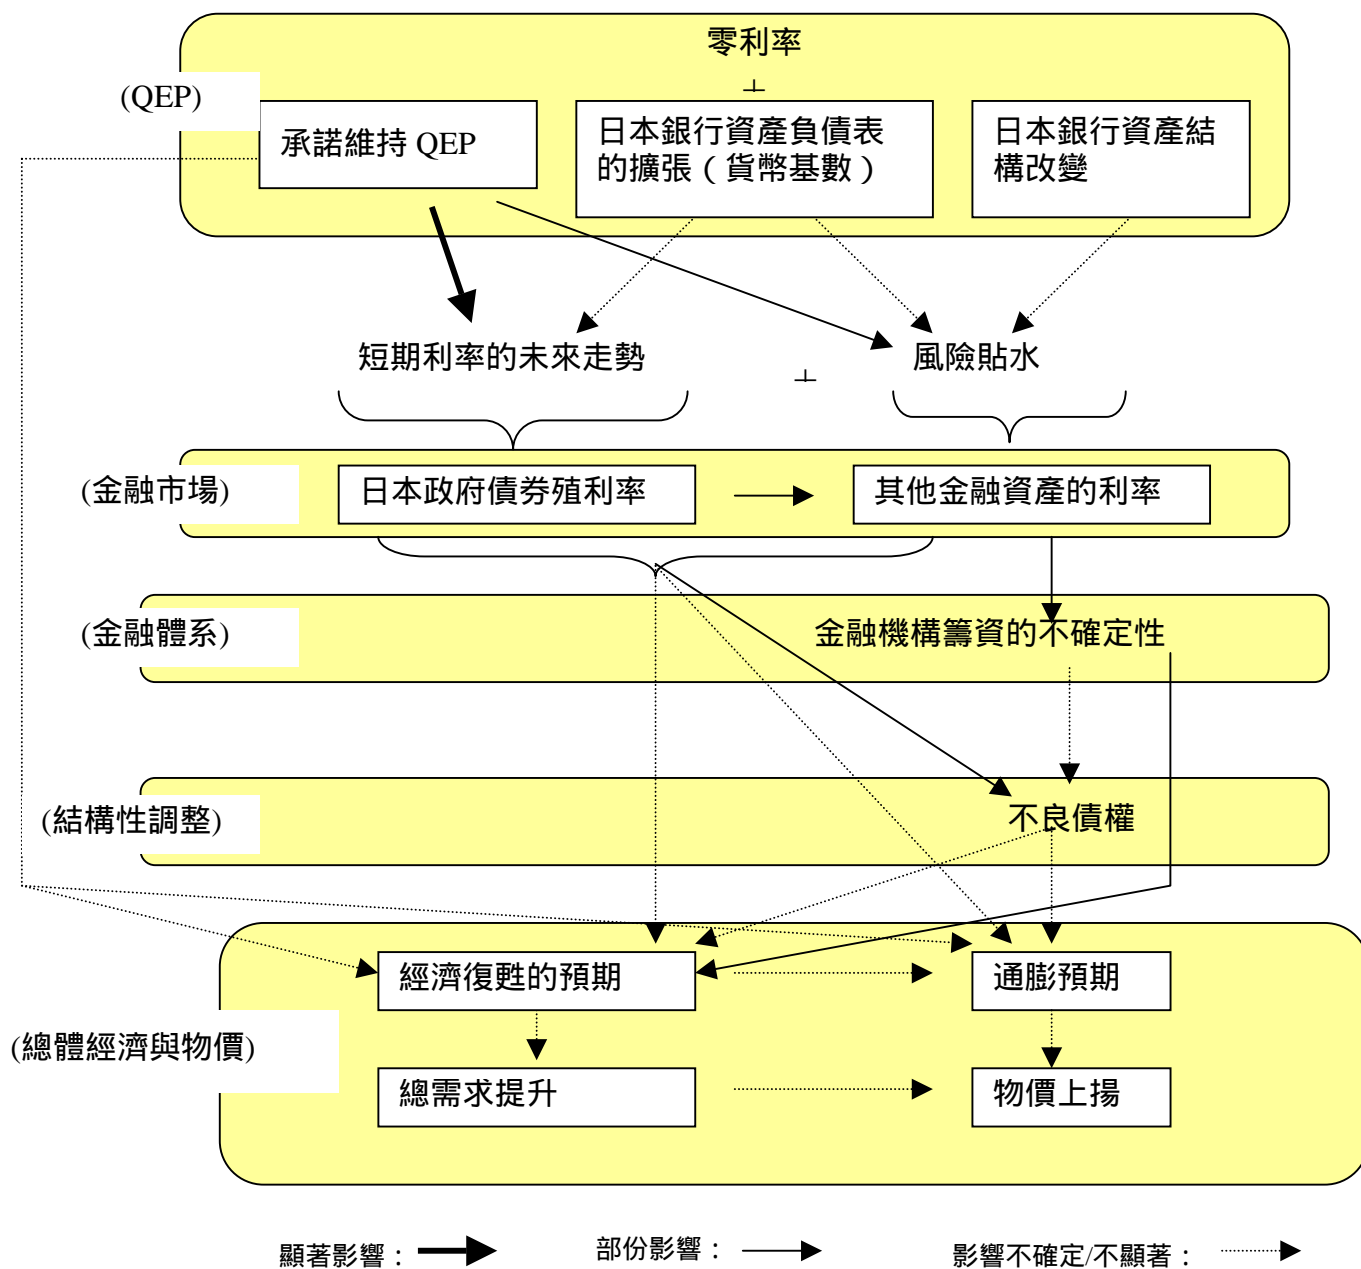 零利率
(QEP)
＋
承諾維持 QEP
日本銀行資產負債表
的擴張（貨幣基數）
日本銀行資產結
構改變
短期利率的未來走勢
＋
風險貼水
(金融市場)
日本政府債券殖利率
其他金融資產的利率
(金融體系)
金融機構籌資的不確定性
(結構性調整)
不良債權
經濟復甦的預期
通膨預期
(總體經濟與物價)
總需求提升
物價上揚
顯著影響：
部份影響：
影響不確定/不顯著：